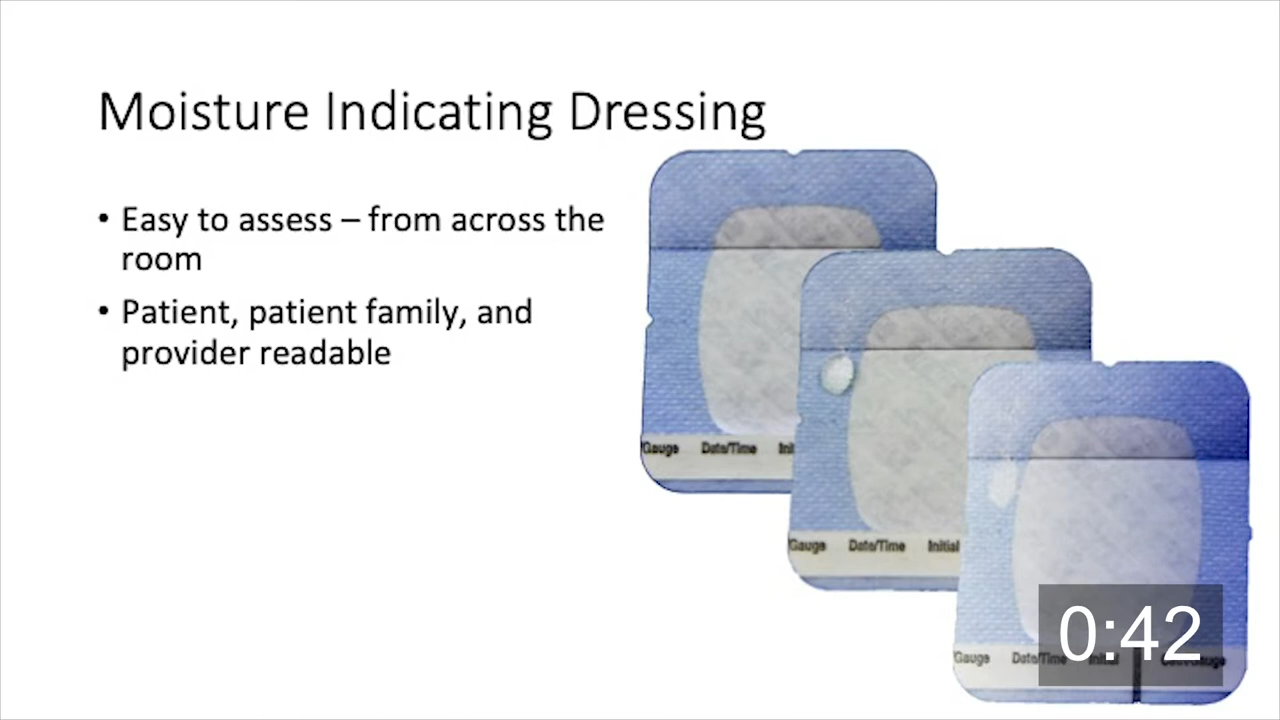 Moisture Indicating Dressing
• Easy to assess – from across the
room
• Patient, patient family, and
provider readable
/Gauge Date/Time
/Gauge Date/Time Initial
/Gauge Date/Time Initial
0:42